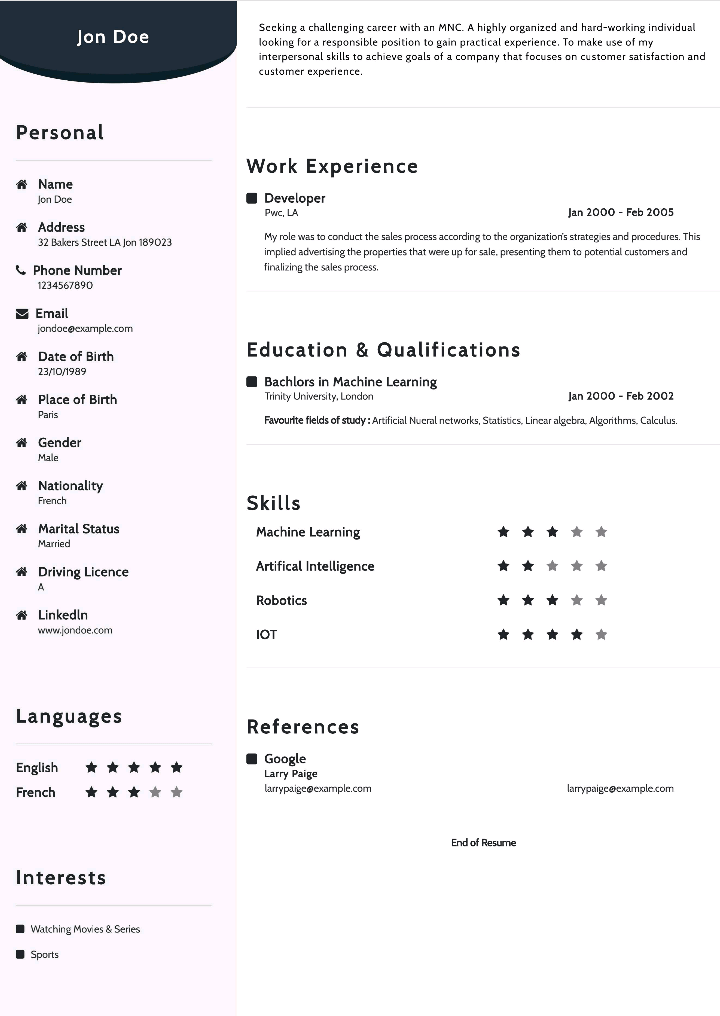 Jon Doe
Personal
Name
Jon Doe
Address
32 Bakers Street LA Jon 189023
Phone Number
1234567890
Email
jondoe@example.com
Date of Birth
23/10/1989
Place of Birth
Paris
Gender
Male
Nationality
French
Marital Status
Married
Driving Licence
A
LinkedIn
www.jondoe.com
Languages
English
French
Interests
Watching Movies & Series
Sports
Seeking a challenging career with an MNC. A highly organized and hard-working individual
looking for a responsible position to gain practical experience. To make use of my
interpersonal skills to achieve goals of a company that focuses on customer satisfaction and
customer experience.
Work Experience
Developer
Pwc, LA Jan 2000 - Feb 2005
My role was to conduct the sales process according to the organization's strategies and procedures. This
implied advertising the properties that were up for sale, presenting them to potential customers and
finalizing the sales process.
Education & Qualifications
Bachlors in Machine Learning
Trinity University, London Jan 2000 - Feb 2002
Favourite fields of study : Artificial Nueral networks, Statistics, Linear algebra, Algorithms, Calculus.
Skills
Machine Learning
Artifical Intelligence
Robotics
IOT
References
Google
Larry Paige
larrypaige@example.com larrypaige@example.com
End of Resume